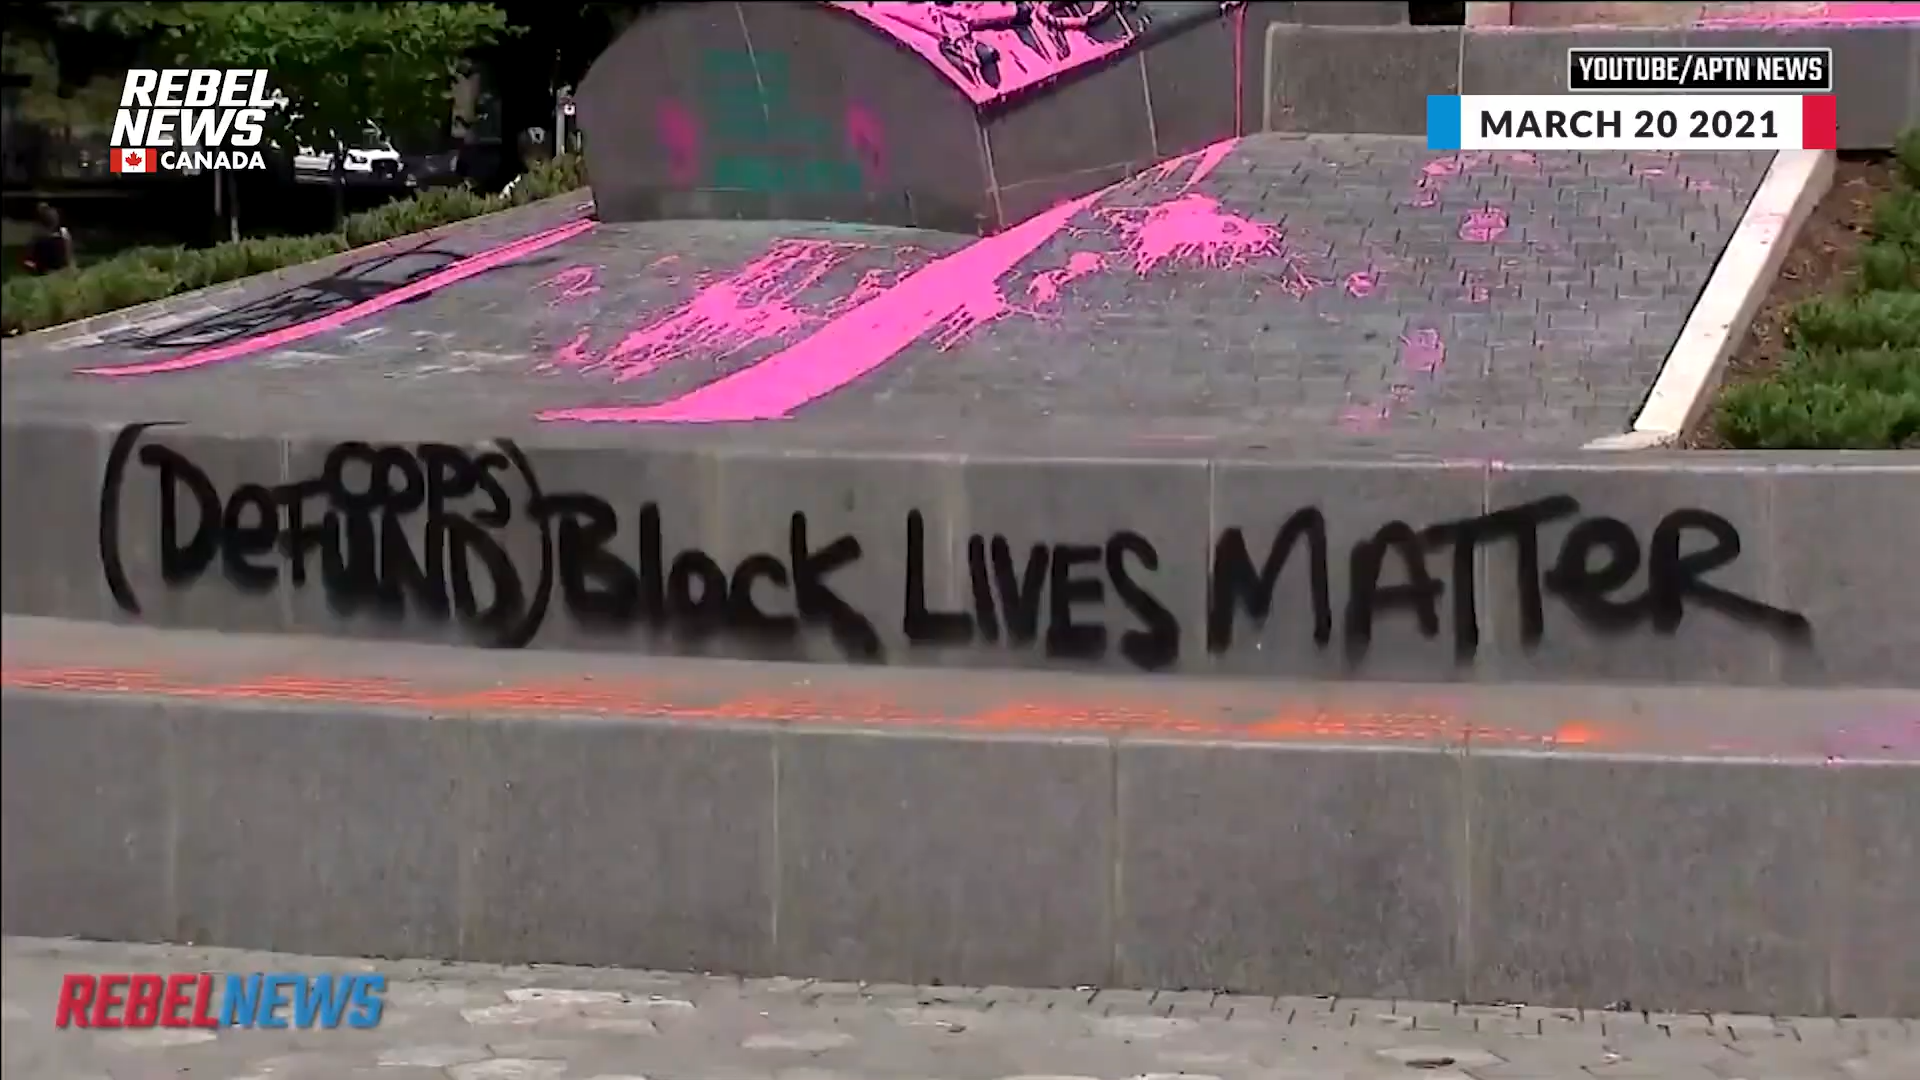 REBEL
NEWS
CANADA
YOUTUBE/APTN NEWS
MARCH 20 2021
(DeFUND COPS) Black LIVES MATTeR
REBELNEWS